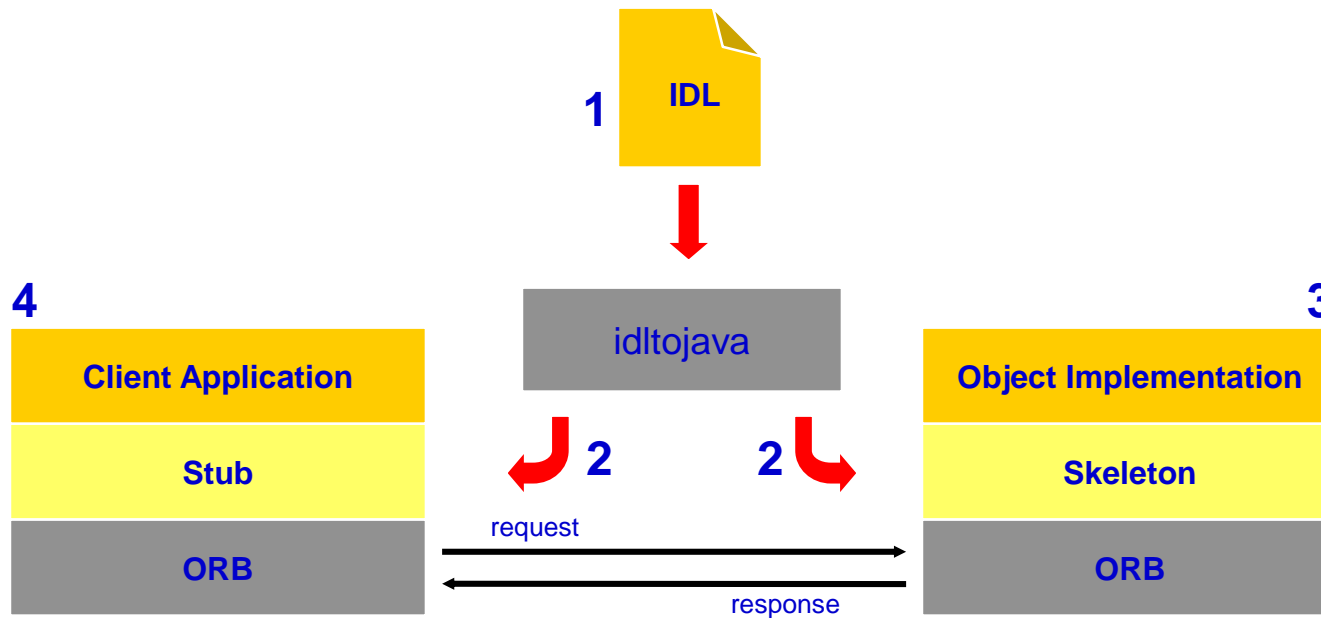 1
IDL
4
idltojava
3
Client Application
Object Implementation
Stub
2
2
Skeleton
request
ORB
ORB
response